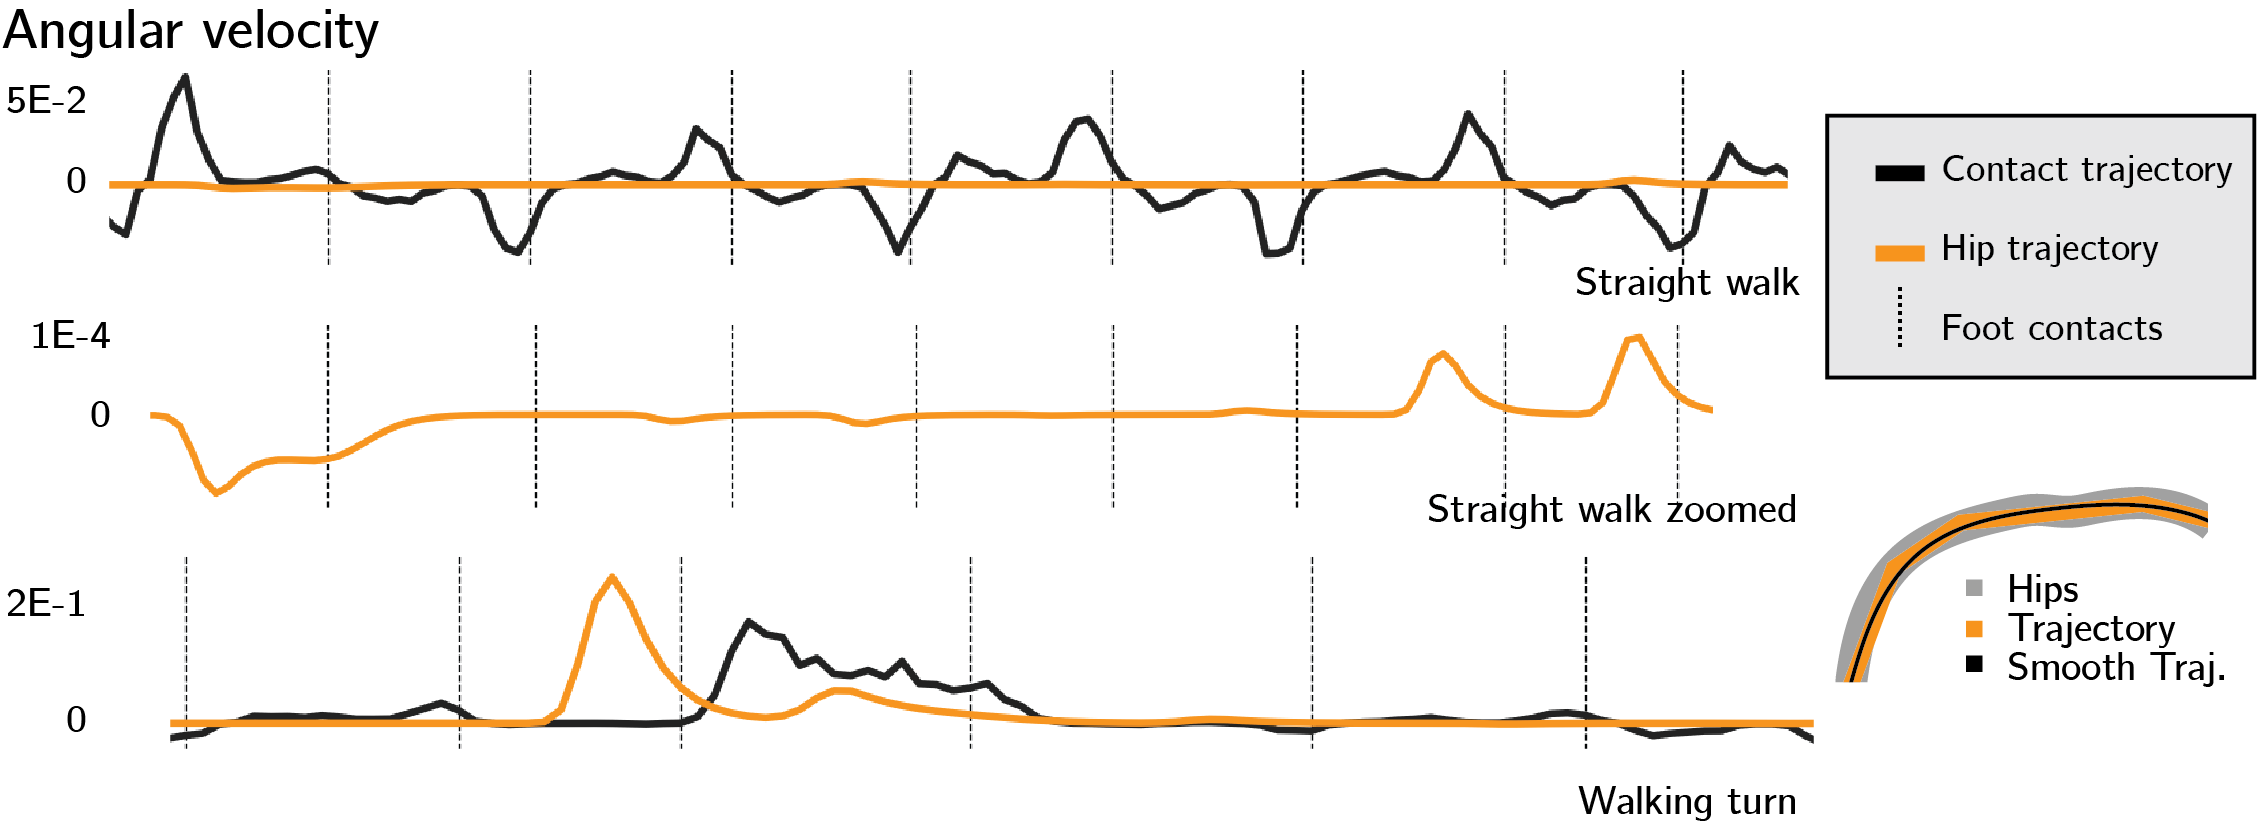 Angular velocity
5E-2
0
Straight walk
Contact trajectory
Hip trajectory
Foot contacts
1E-4
0
Straight walk zoomed
2E-1
0
Walking turn
Hips
Trajectory
Smooth Traj.